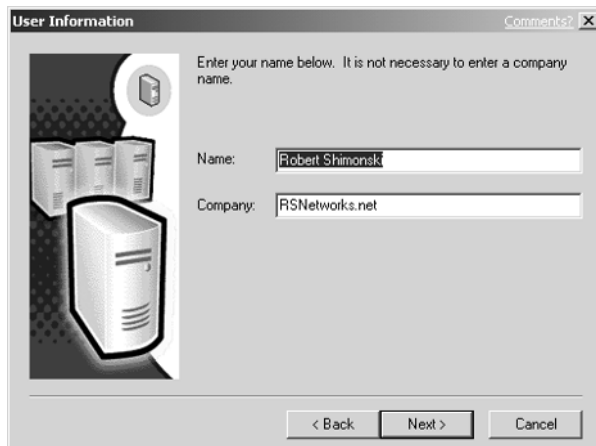 User Information
Comments?
Enter your name below. It is not necessary to enter a company
name.
Name: Robert Shimonski
Company: RSNetworks.net
< Back Next > Cancel